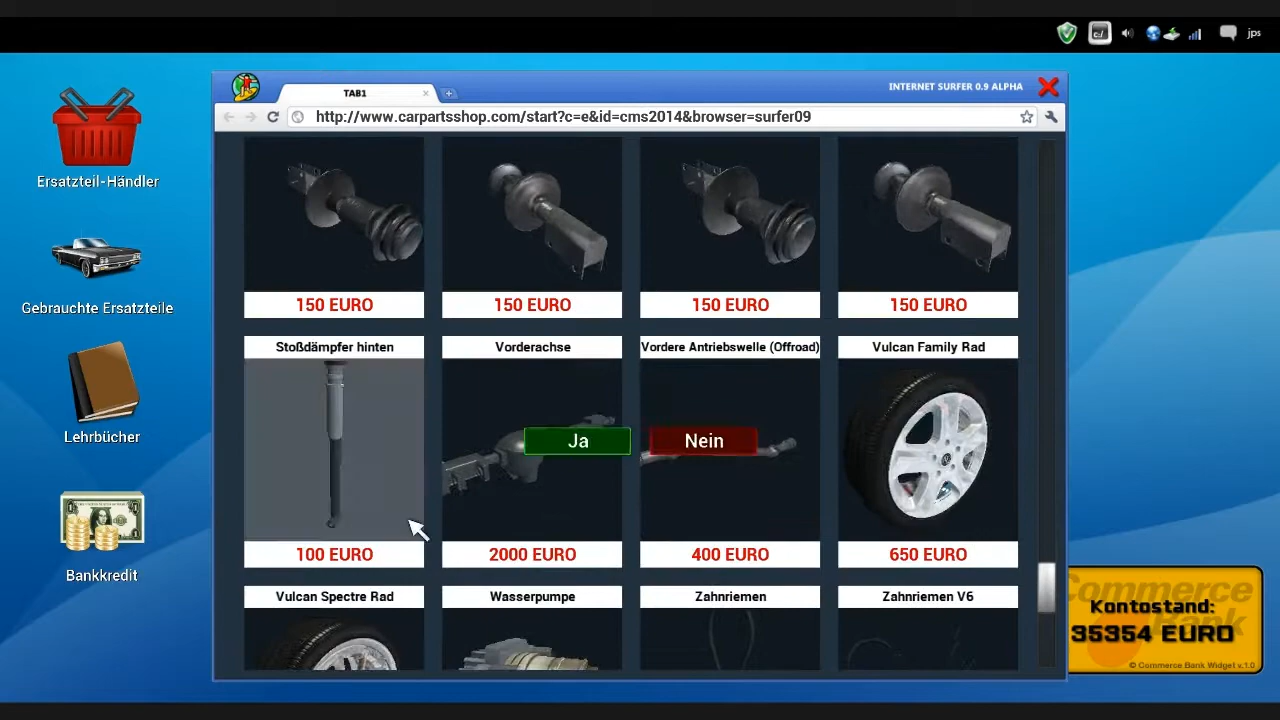 jps
TAB1
INTERNET SURFER 0.9 ALPHA
http://www.carpartsshop.com/start?c=e&id=cms2014&browser=surfer09
Ersatzteil-Händler
Gebrauchte Ersatzteile
Lehrbücher
Bankkredit
150 EURO
150 EURO
150 EURO
150 EURO
Stoßdämpfer hinten
Vorderachse
Vordere Antriebswelle (Offroad)
Vulcan Family Rad
Ja
Nein
100 EURO
2000 EURO
400 EURO
650 EURO
Vulcan Spectre Rad
Wasserpumpe
Zahnriemen
Zahnriemen V6
Commerce
Bank
Kontostand:
35354 EURO
© Commerce Bank Widget v.1.0